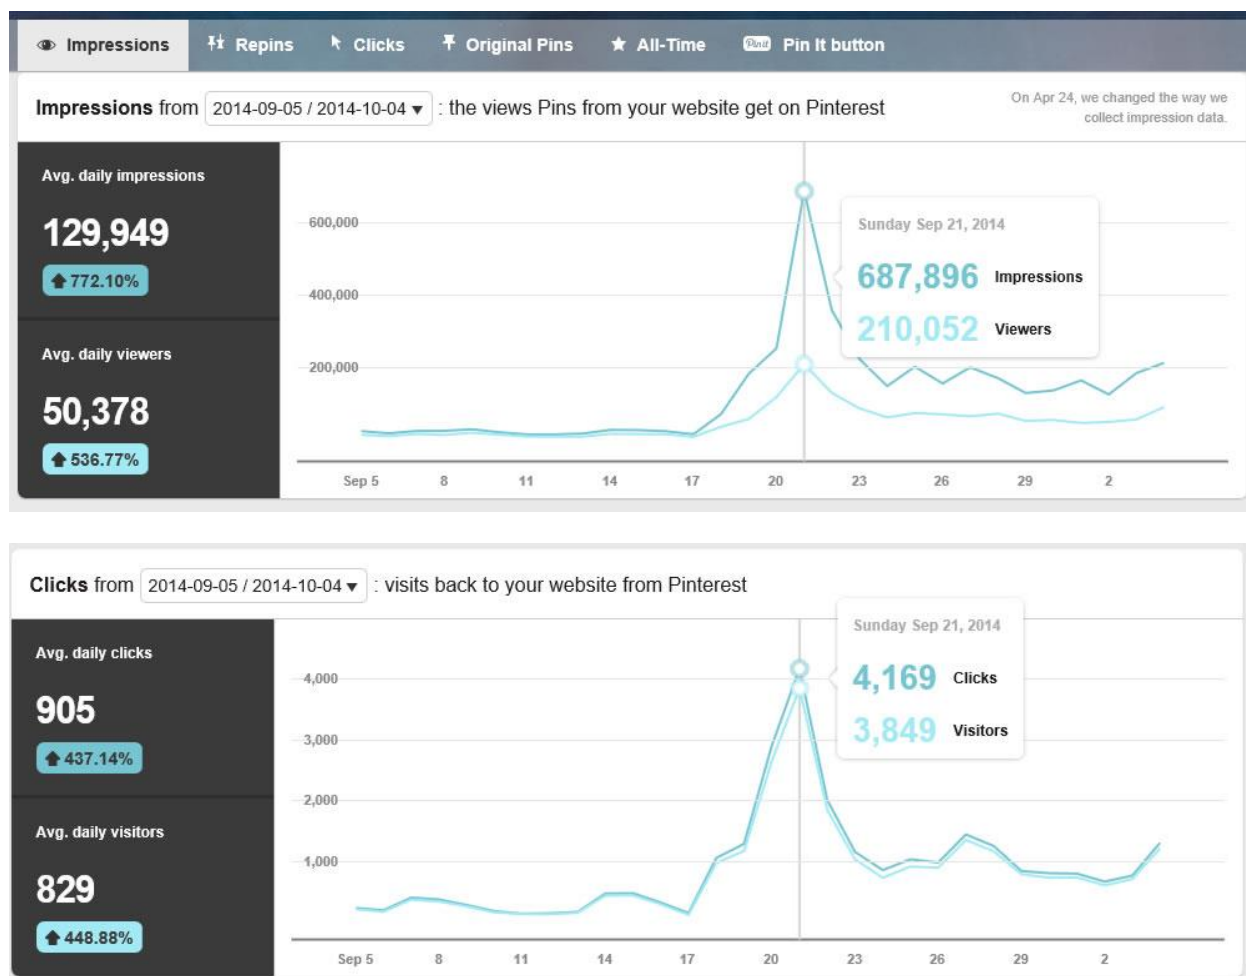 Impressions Repins Clicks Original Pins All-Time Pin It button
Impressions from 2014-09-05 / 2014-10-04 : the views Pins from your website get on Pinterest
On Apr 24, we changed the way we
collect impression data.
Avg. daily impressions
129,949
772.10%
Avg. daily viewers
50,378
536.77%
600,000
400,000
200,000
Sunday Sep 21, 2014
687,896 Impressions
210,052 Viewers
Sep 5 8 11 14 17 20 23 26 29 2
Clicks from 2014-09-05 / 2014-10-04 : visits back to your website from Pinterest
Avg. daily clicks
905
437.14%
Avg. daily visitors
829
448.88%
4,000
3,000
2,000
1,000
Sunday Sep 21, 2014
4,169 Clicks
3,849 Visitors
Sep 5 8 11 14 17 20 23 26 29 2